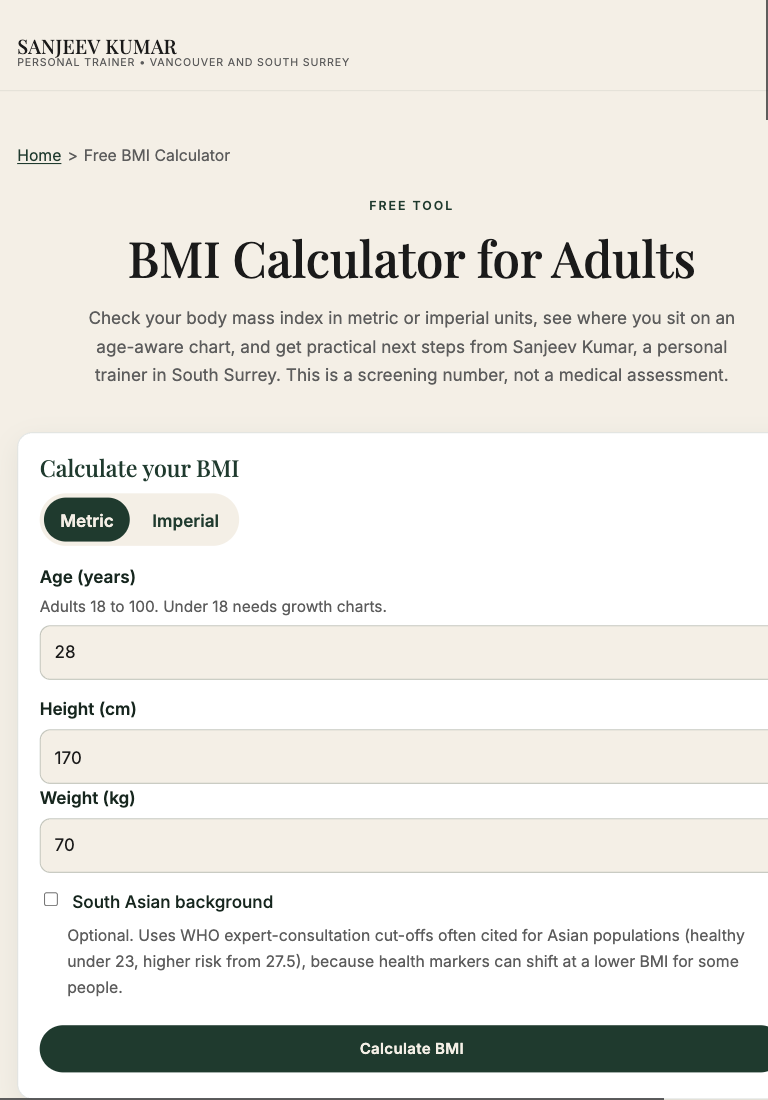 SANJEEV KUMAR
PERSONAL TRAINER • VANCOUVER AND SOUTH SURREY
Home > Free BMI Calculator
FREE TOOL
BMI Calculator for Adults
Check your body mass index in metric or imperial units, see where you sit on an
age-aware chart, and get practical next steps from Sanjeev Kumar, a personal
trainer in South Surrey. This is a screening number, not a medical assessment.
Calculate your BMI
Metric Imperial
Age (years)
Adults 18 to 100. Under 18 needs growth charts.
28
Height (cm)
170
Weight (kg)
70
South Asian background
Optional. Uses WHO expert-consultation cut-offs often cited for Asian populations (healthy
under 23, higher risk from 27.5), because health markers can shift at a lower BMI for some
people.
Calculate BMI